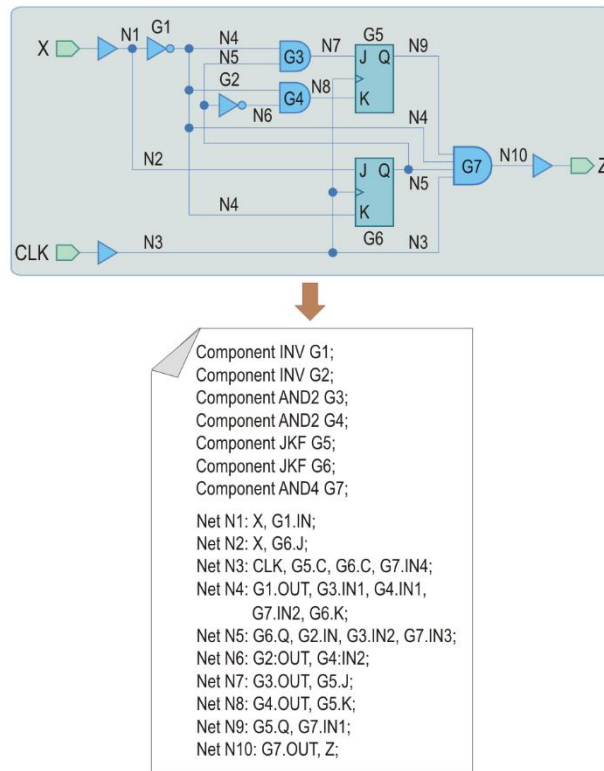 X
N1
G1
N4
N5
G2
N6
G3
G4
N7
N8
G5
J Q
K
N9
N4
N2
N4
J Q
K
G6
N5
G7
N10
Z
CLK
N3
N3
Component INV G1;
Component INV G2;
Component AND2 G3;
Component AND2 G4;
Component JKF G5;
Component JKF G6;
Component AND4 G7;
Net N1: X, G1.IN;
Net N2: X, G6.J;
Net N3: CLK, G5.C, G6.C, G7.IN4;
Net N4: G1.OUT, G3.IN1, G4.IN1,
G7.IN2, G6.K;
Net N5: G6.Q, G2.IN, G3.IN2, G7.IN3;
Net N6: G2:OUT, G4:IN2;
Net N7: G3.OUT, G5.J;
Net N8: G4.OUT, G5.K;
Net N9: G5.Q, G7.IN1;
Net N10: G7.OUT, Z;